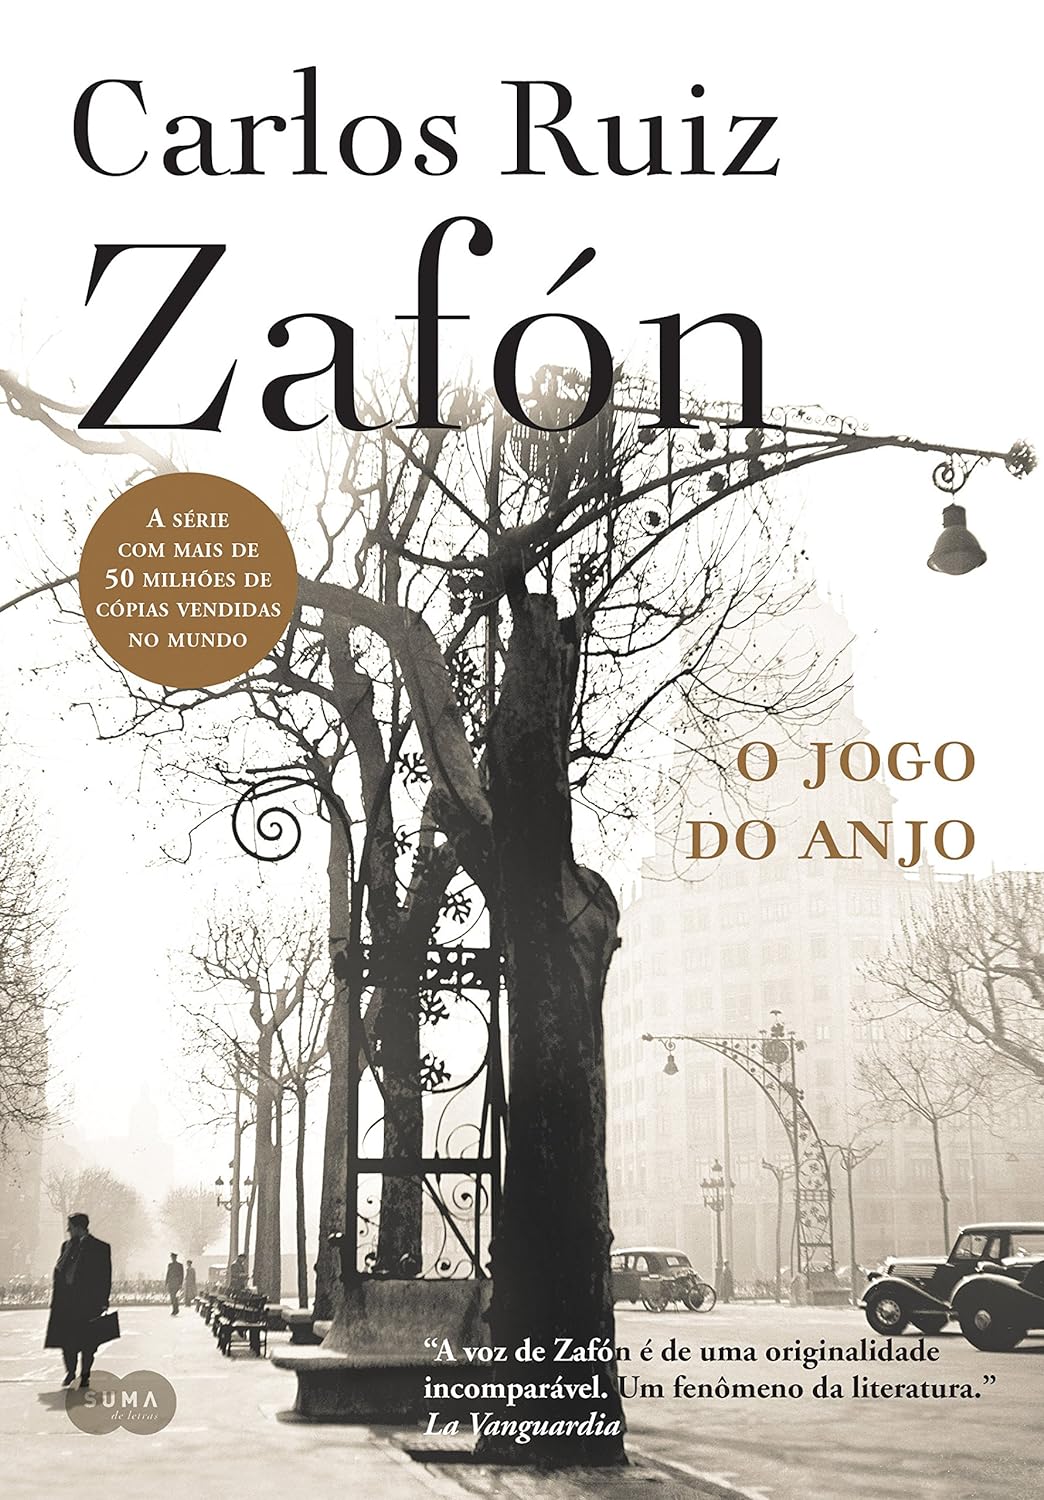 Carlos Ruiz
Zafón
A SÉRIE
COM MAIS DE
50 MILHÕES DE
CÓPIAS VENDIDAS
NO MUNDO
O JOGO
DO ANJO
“A voz de Zafón é de uma originalidade
incomparável. Um fenômeno da literatura.”
La Vanguardia
SUMA
de letras